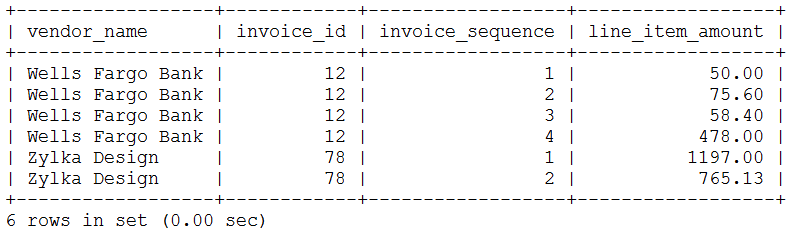 +------------------+------------+------------------+------------------+
| vendor_name      | invoice_id | invoice_sequence | line_item_amount |
+------------------+------------+------------------+------------------+
| Wells Fargo Bank |         12 |                1 |            50.00 |
| Wells Fargo Bank |         12 |                2 |            75.60 |
| Wells Fargo Bank |         12 |                3 |            58.40 |
| Wells Fargo Bank |         12 |                4 |           478.00 |
| Zylka Design     |         78 |                1 |          1197.00 |
| Zylka Design     |         78 |                2 |           765.13 |
+------------------+------------+------------------+------------------+
6 rows in set (0.00 sec)